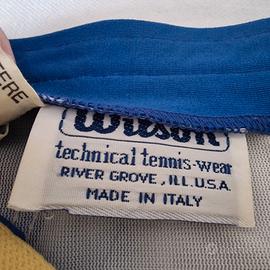 Wilson
technical tennis-wear
RIVER GROVE, ILL. U.S.A.
MADE IN ITALY